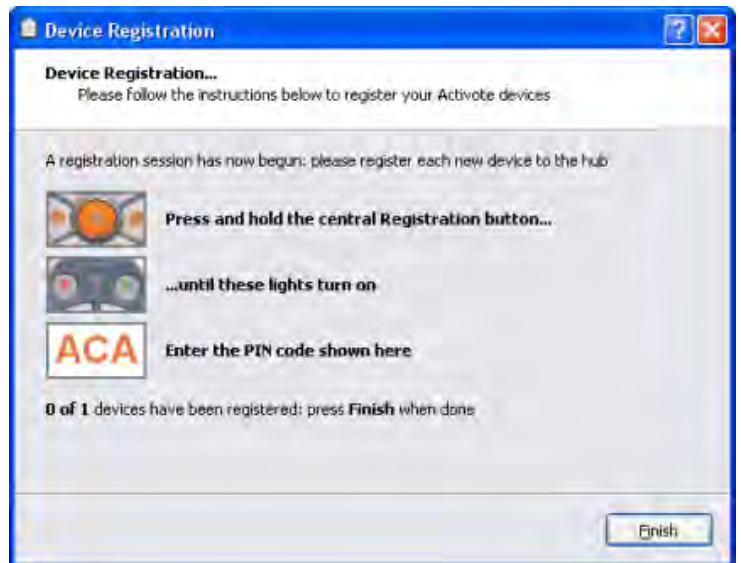 Device Registration
Device Registration...
Please follow the instructions below to register your Activote devices
A registration session has now begun: please register each new device to the hub
Press and hold the central Registration button...
...until these lights turn on
ACA
Enter the PIN code shown here
0 of 1 devices have been registered: press Finish when done
Finish